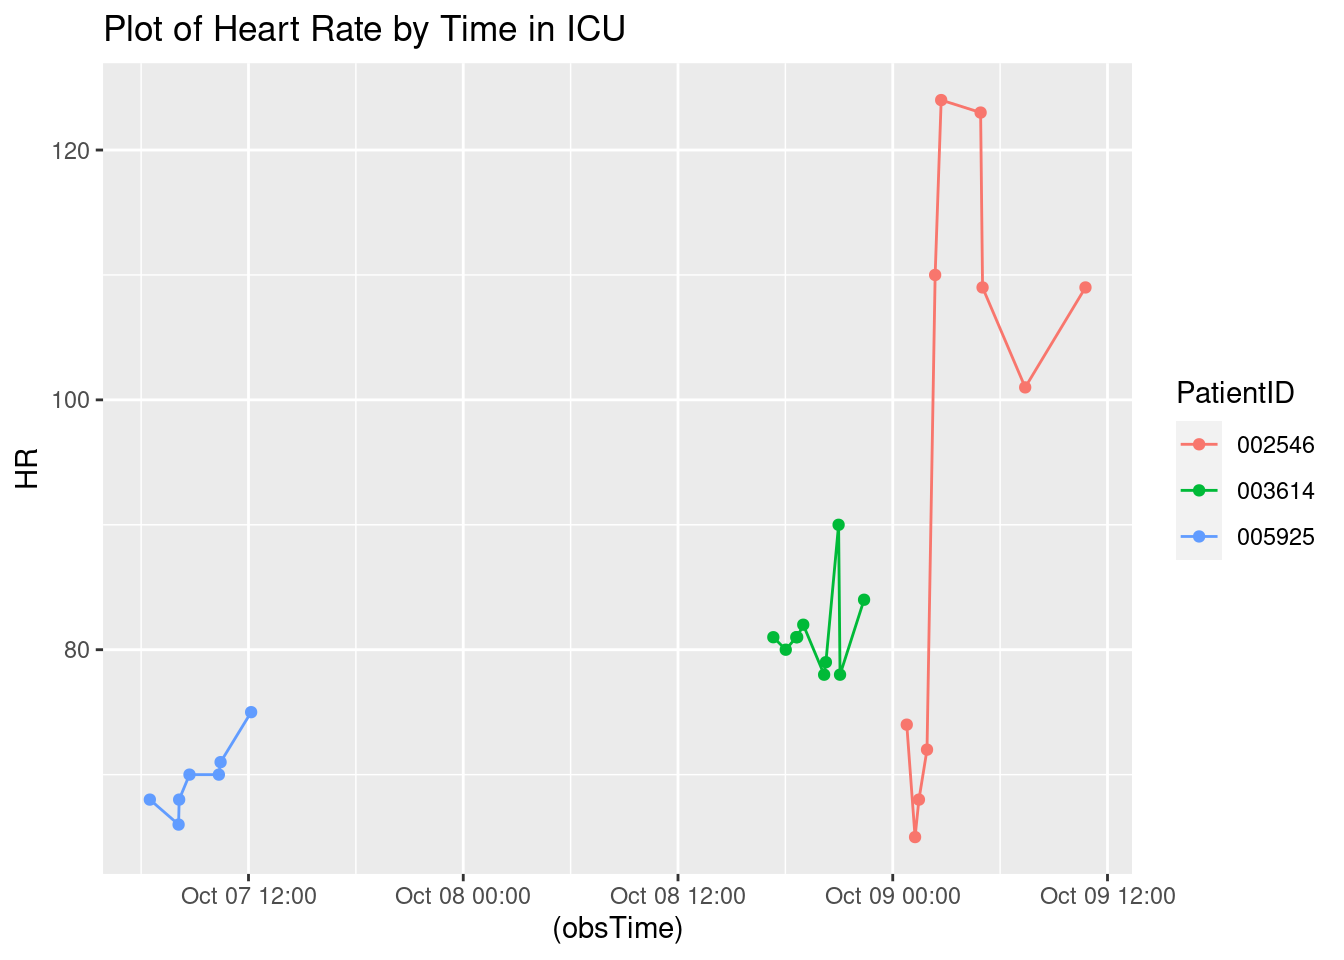 Plot of Heart Rate by Time in ICU
120
100
80
HR
Oct 07 12:00
Oct 08 00:00
Oct 08 12:00
Oct 09 00:00
Oct 09 12:00
(obsTime)
PatientID
002546
003614
005925